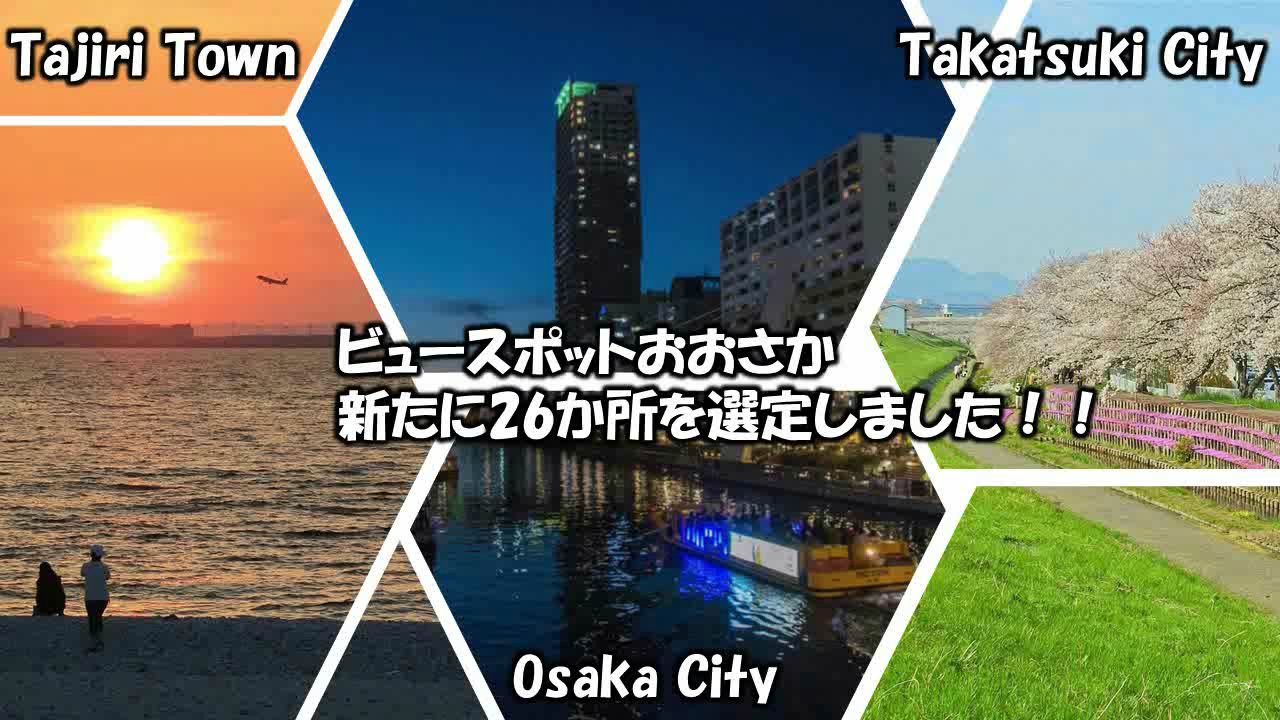 Tajiri Town
Takatsuki City
ビュースポットおおさか
新たに26か所を選定しました！！
Osaka City